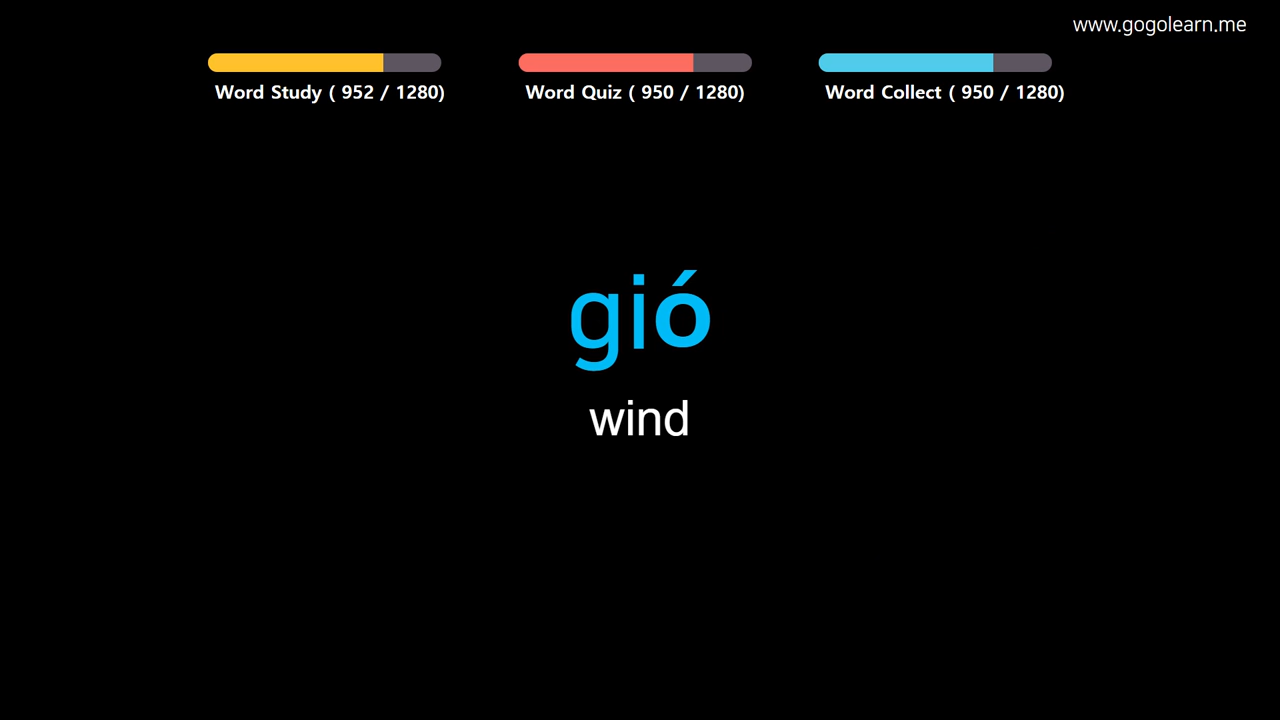 www.gogolearn.me
Word Study ( 952 / 1280)
Word Quiz ( 950 / 1280)
Word Collect ( 950 / 1280)
gió
wind